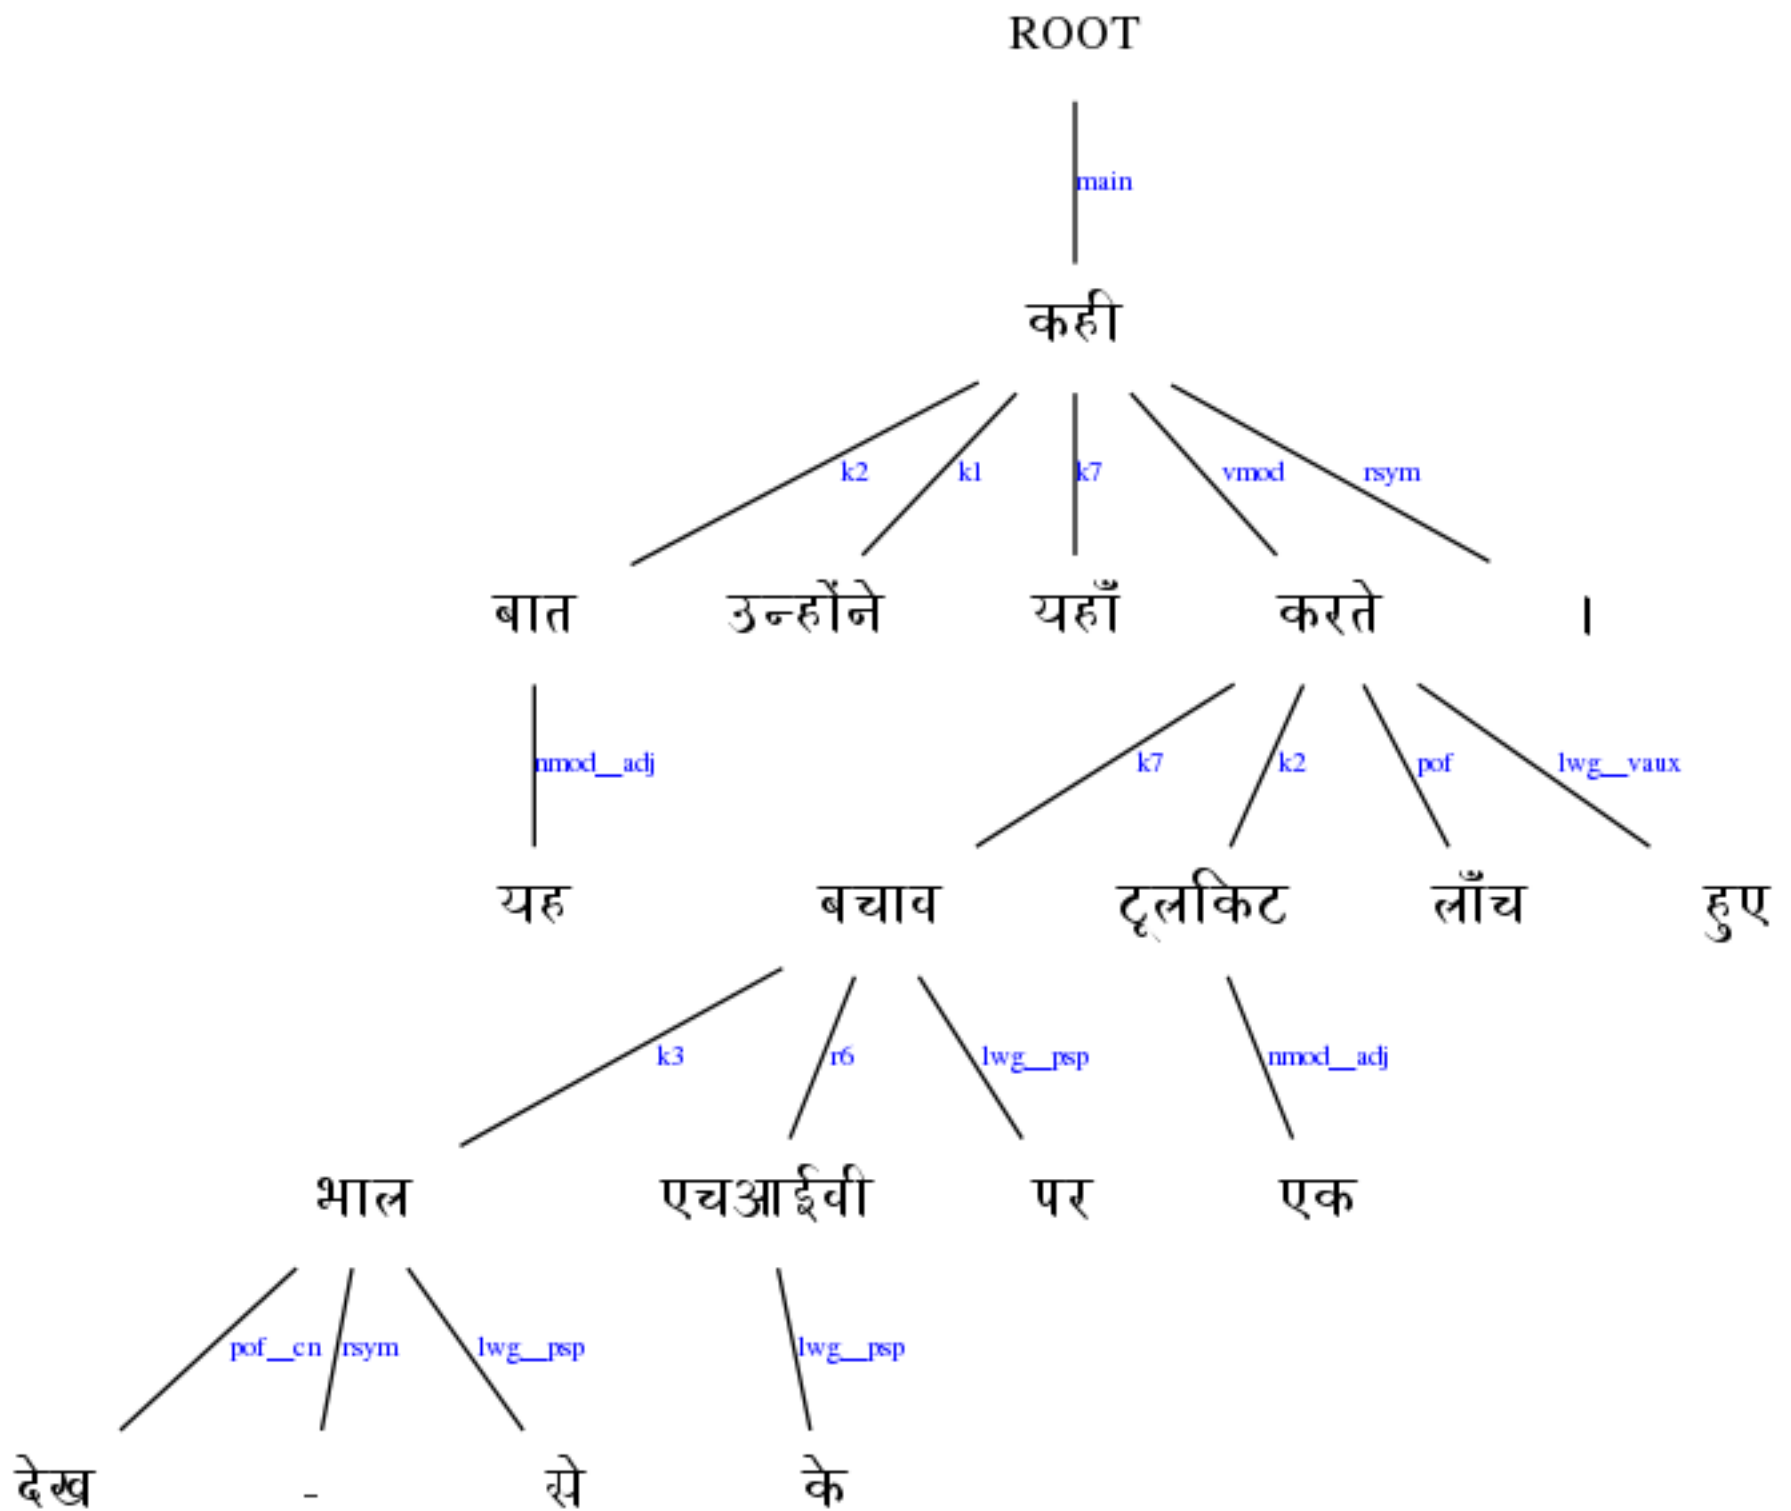 ROOT
main
कही
k2 k1 k7 vmod rsym
बात उन्होंने यहाँ करते ।
nmod__adj k7 k2 pof lwg__vaux
यह बचाव टूलकिट लाँच हुए
k3 r6 lwg__psp nmod__adj
भाल एचआईवी पर एक
pof__cn rsym lwg__psp lwg__psp
देख - से के